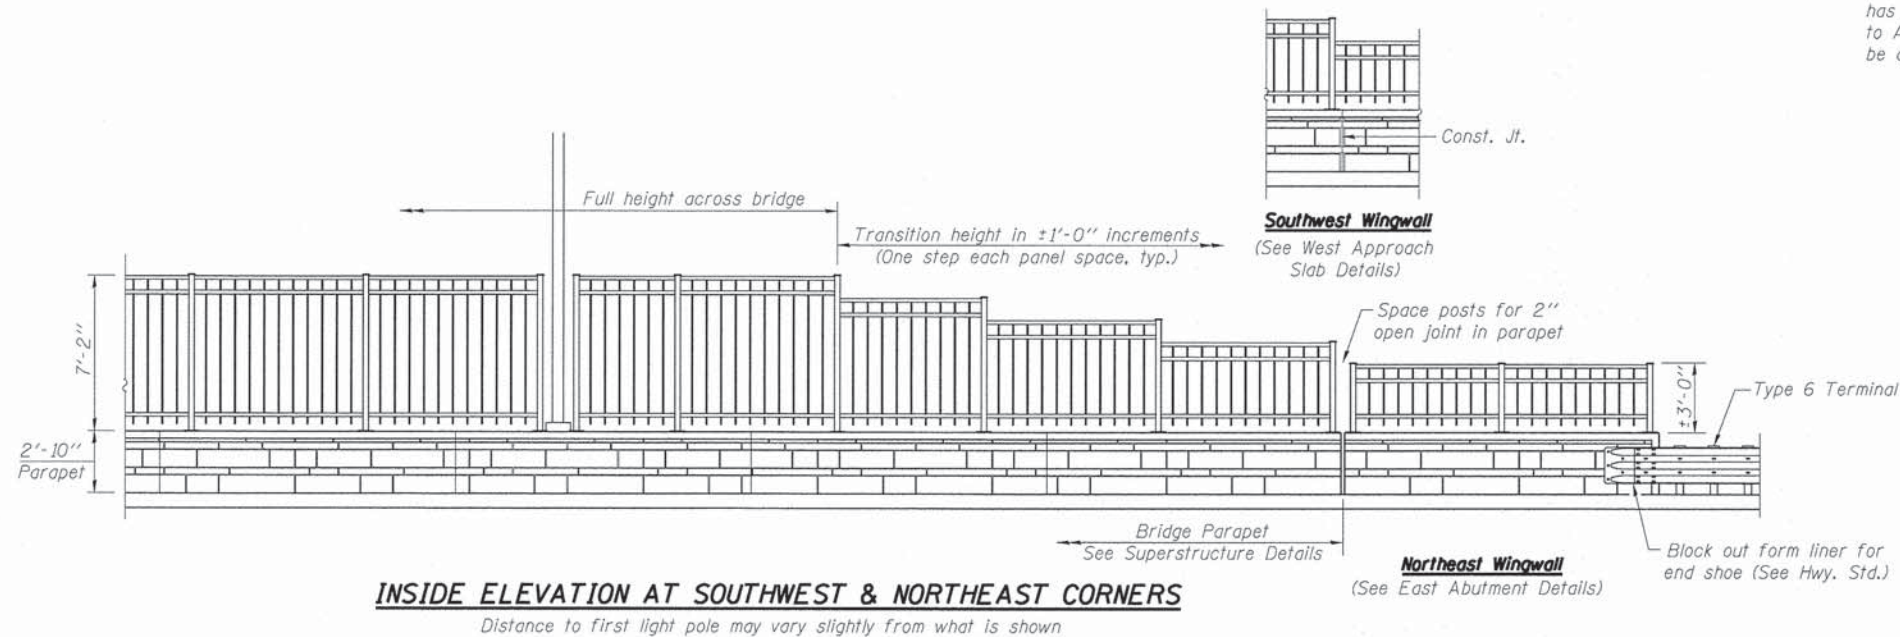 has
to A
be
Const. Jt.
Full height across bridge
Southwest Wingwall
(See West Approach
Slab Details)
Transition height in ±1'-0" increments
(One step each panel space, typ.)
Space posts for 2"
open joint in parapet
7'-2"
±3'-0"
Type 6 Terminal
2'-10"
Parapet
Bridge Parapet
See Superstructure Details
Northeast Wingwall
(See East Abutment Details)
Block out form liner for
end shoe (See Hwy. Std.)
INSIDE ELEVATION AT SOUTHWEST & NORTHEAST CORNERS
Distance to first light pole may vary slightly from what is shown